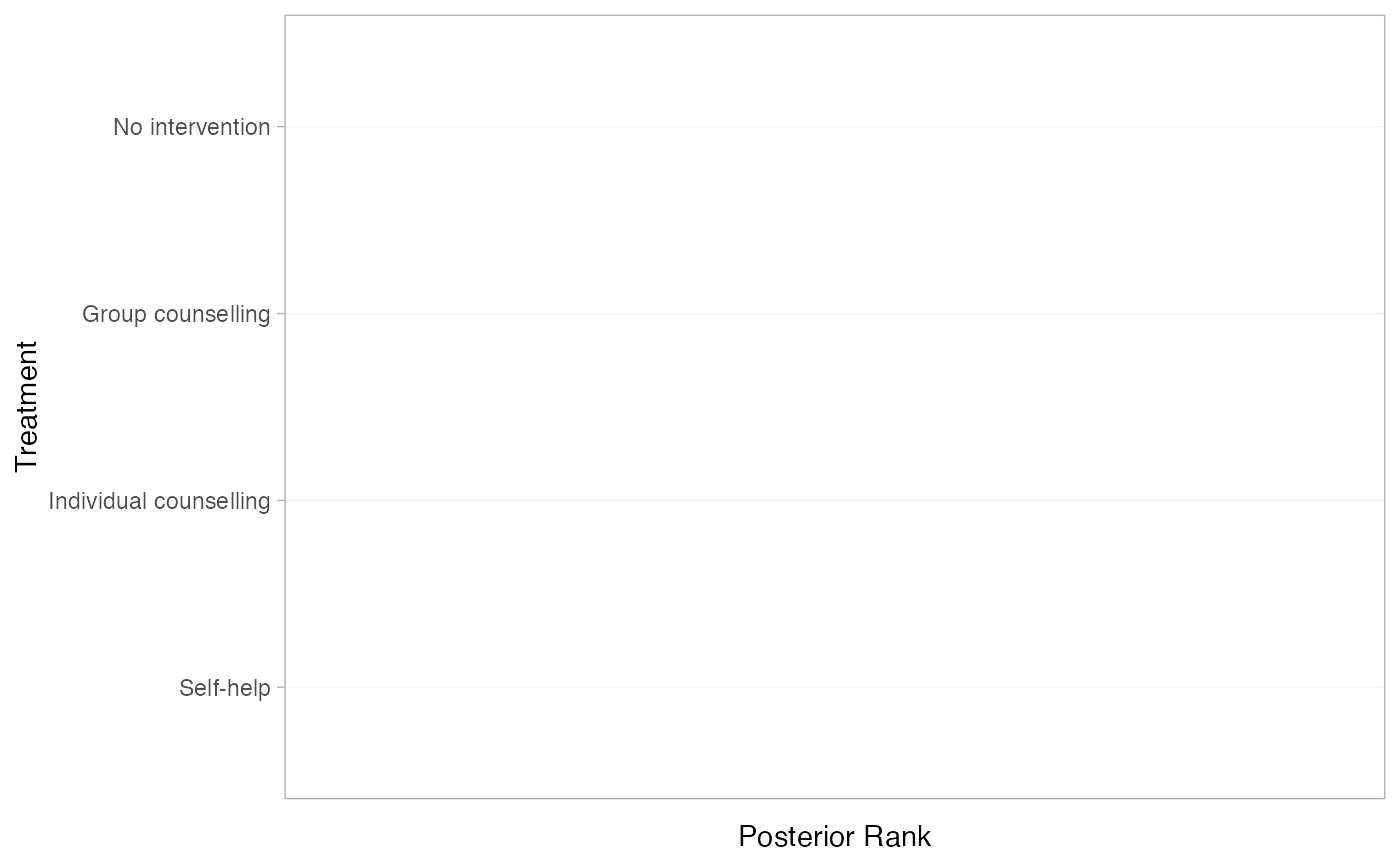 No intervention
Group counselling
Individual counselling
Self-help
Treatment
Posterior Rank